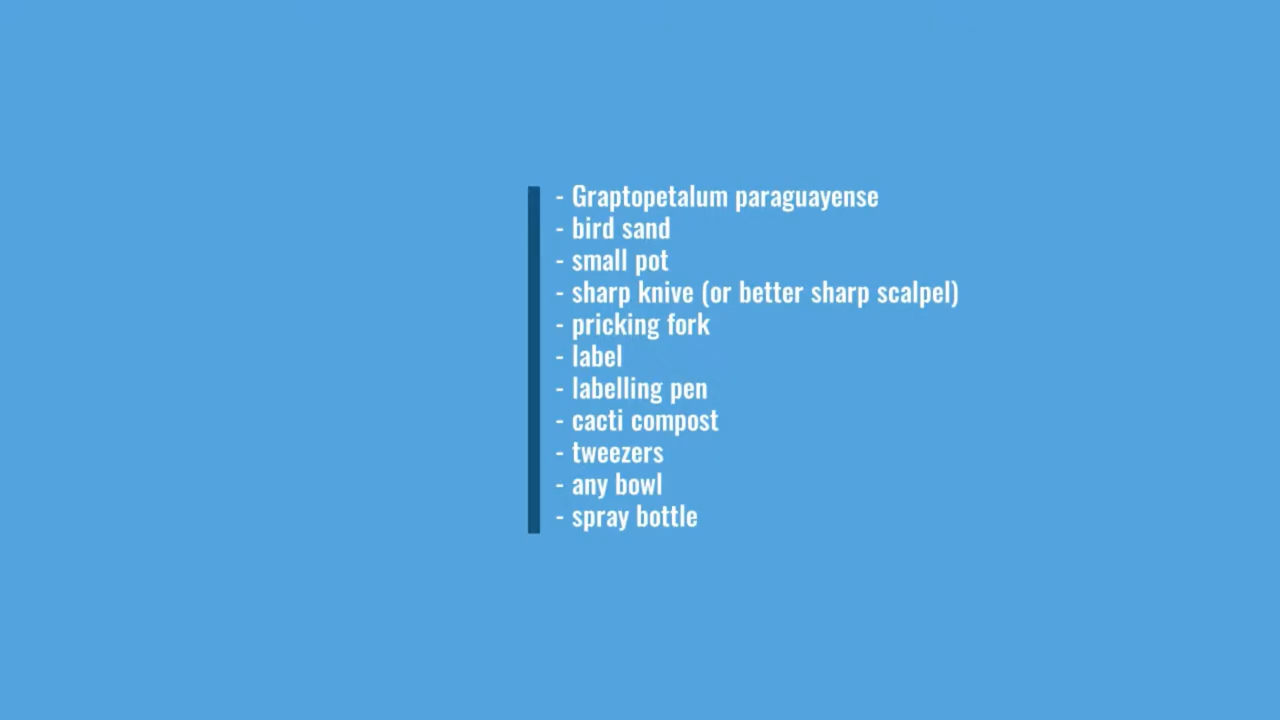 - Graptopetalum paraguayense
- bird sand
- small pot
- sharp knive (or better sharp scalpel)
- pricking fork
- label
- labelling pen
- cacti compost
- tweezers
- any bowl
- spray bottle